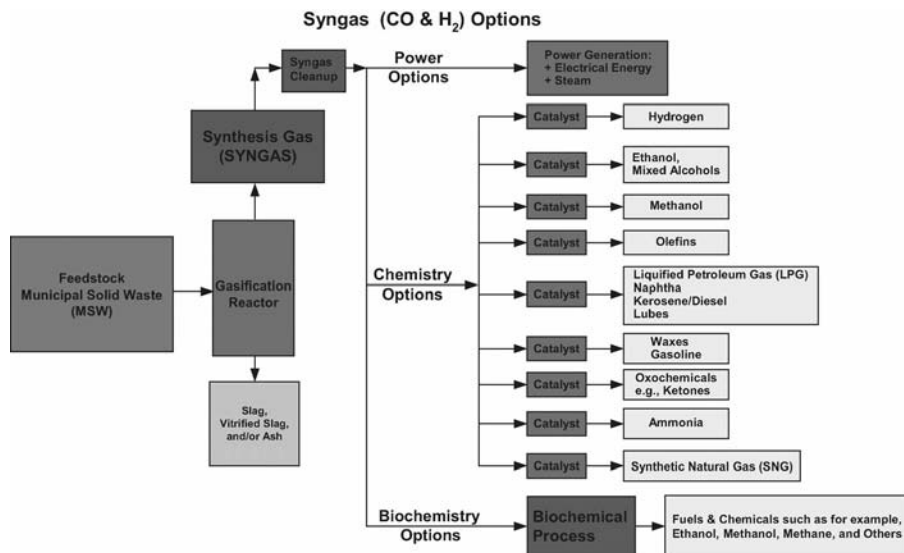 Syngas (CO & H₂) Options
Syngas
Cleanup
Power
Options
Power Generation:
+ Electrical Energy
+ Steam
Synthesis Gas
(SYNGAS)
Feedstock
Municipal Solid Waste
(MSW)
Gasification
Reactor
Slag,
Vitrified Slag,
and/or Ash
Chemistry
Options
Catalyst
Hydrogen
Catalyst
Ethanol,
Mixed Alcohols
Catalyst
Methanol
Catalyst
Olefins
Catalyst
Liquified Petroleum Gas (LPG)
Naphtha
Kerosene/Diesel
Lubes
Catalyst
Waxes
Gasoline
Catalyst
Oxochemicals
e.g., Ketones
Catalyst
Ammonia
Catalyst
Synthetic Natural Gas (SNG)
Biochemistry
Options
Biochemical
Process
Fuels & Chemicals such as for example,
Ethanol, Methanol, Methane, and Others